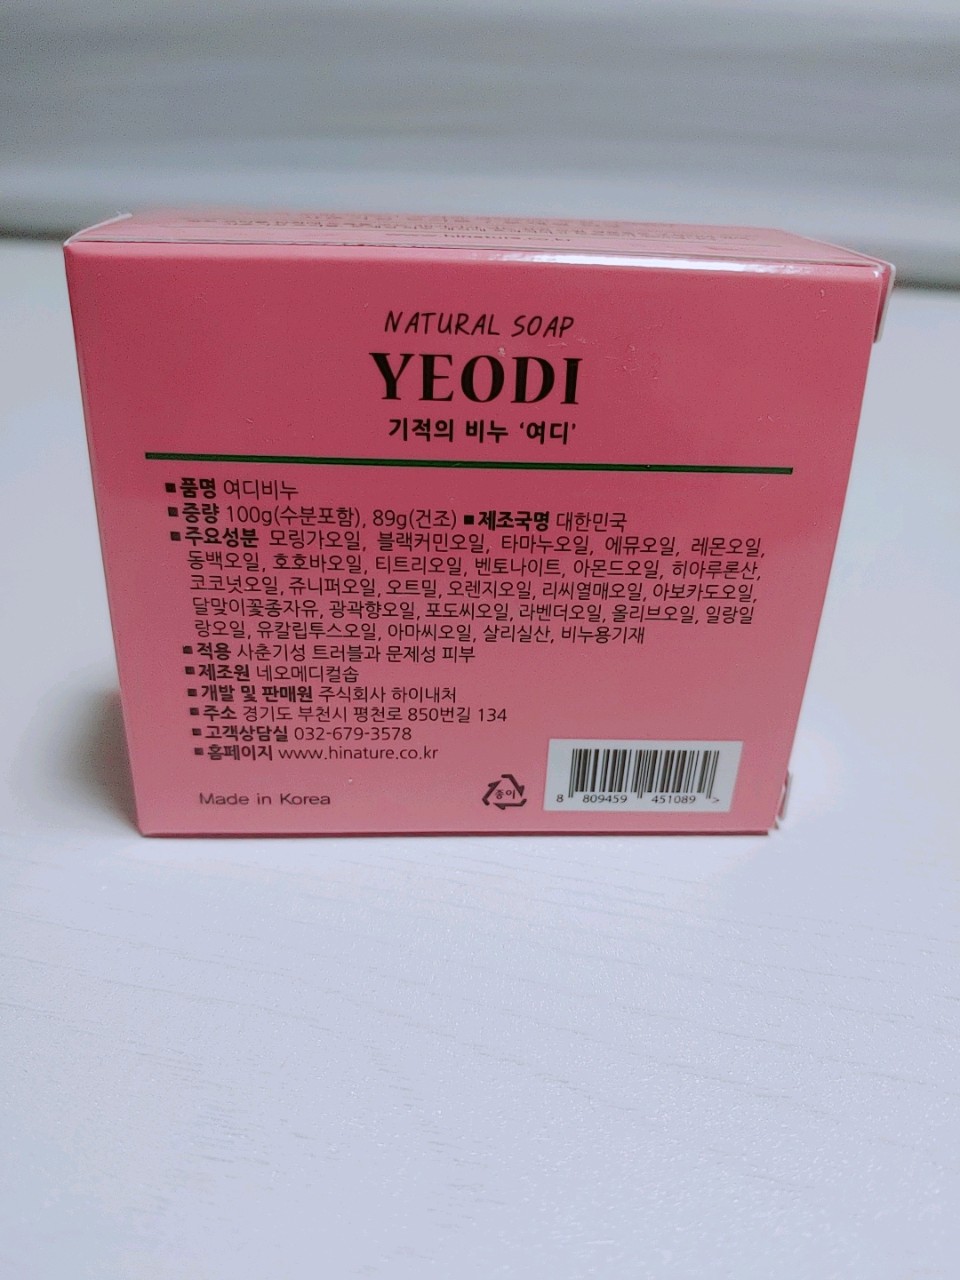 www.hinature.co.kr
NATURAL SOAP
YEODI
기적의 비누 ‘여디’
■품명 여디비누
■중량 100g(수분포함), 89g(건조) ■제조국명 대한민국
■주요성분 모링가오일, 블랙커민오일, 타마누오일, 에뮤오일, 레몬오일,
동백오일, 호호바오일, 티트리오일, 벤토나이트, 아몬드오일, 히아루론산,
코코넛오일, 쥬니퍼오일, 오트밀, 오렌지오일, 리씨열매오일, 아보카도오일,
달맞이꽃종자유, 광곽향오일, 포도씨오일, 라벤더오일, 올리브오일, 일랑일
랑오일, 유칼립투스오일, 아마씨오일, 살리실산, 비누용기재
■적용 사춘기성 트러블과 문제성 피부
■제조원 네오메디컬솝
■개발 및 판매원 주식회사 하이내처
■주소 경기도 부천시 평천로 850번길 134
■고객상담실 032-679-3578
■홈페이지 www.hinature.co.kr
Made in Korea
종이
8 809459 451089 >